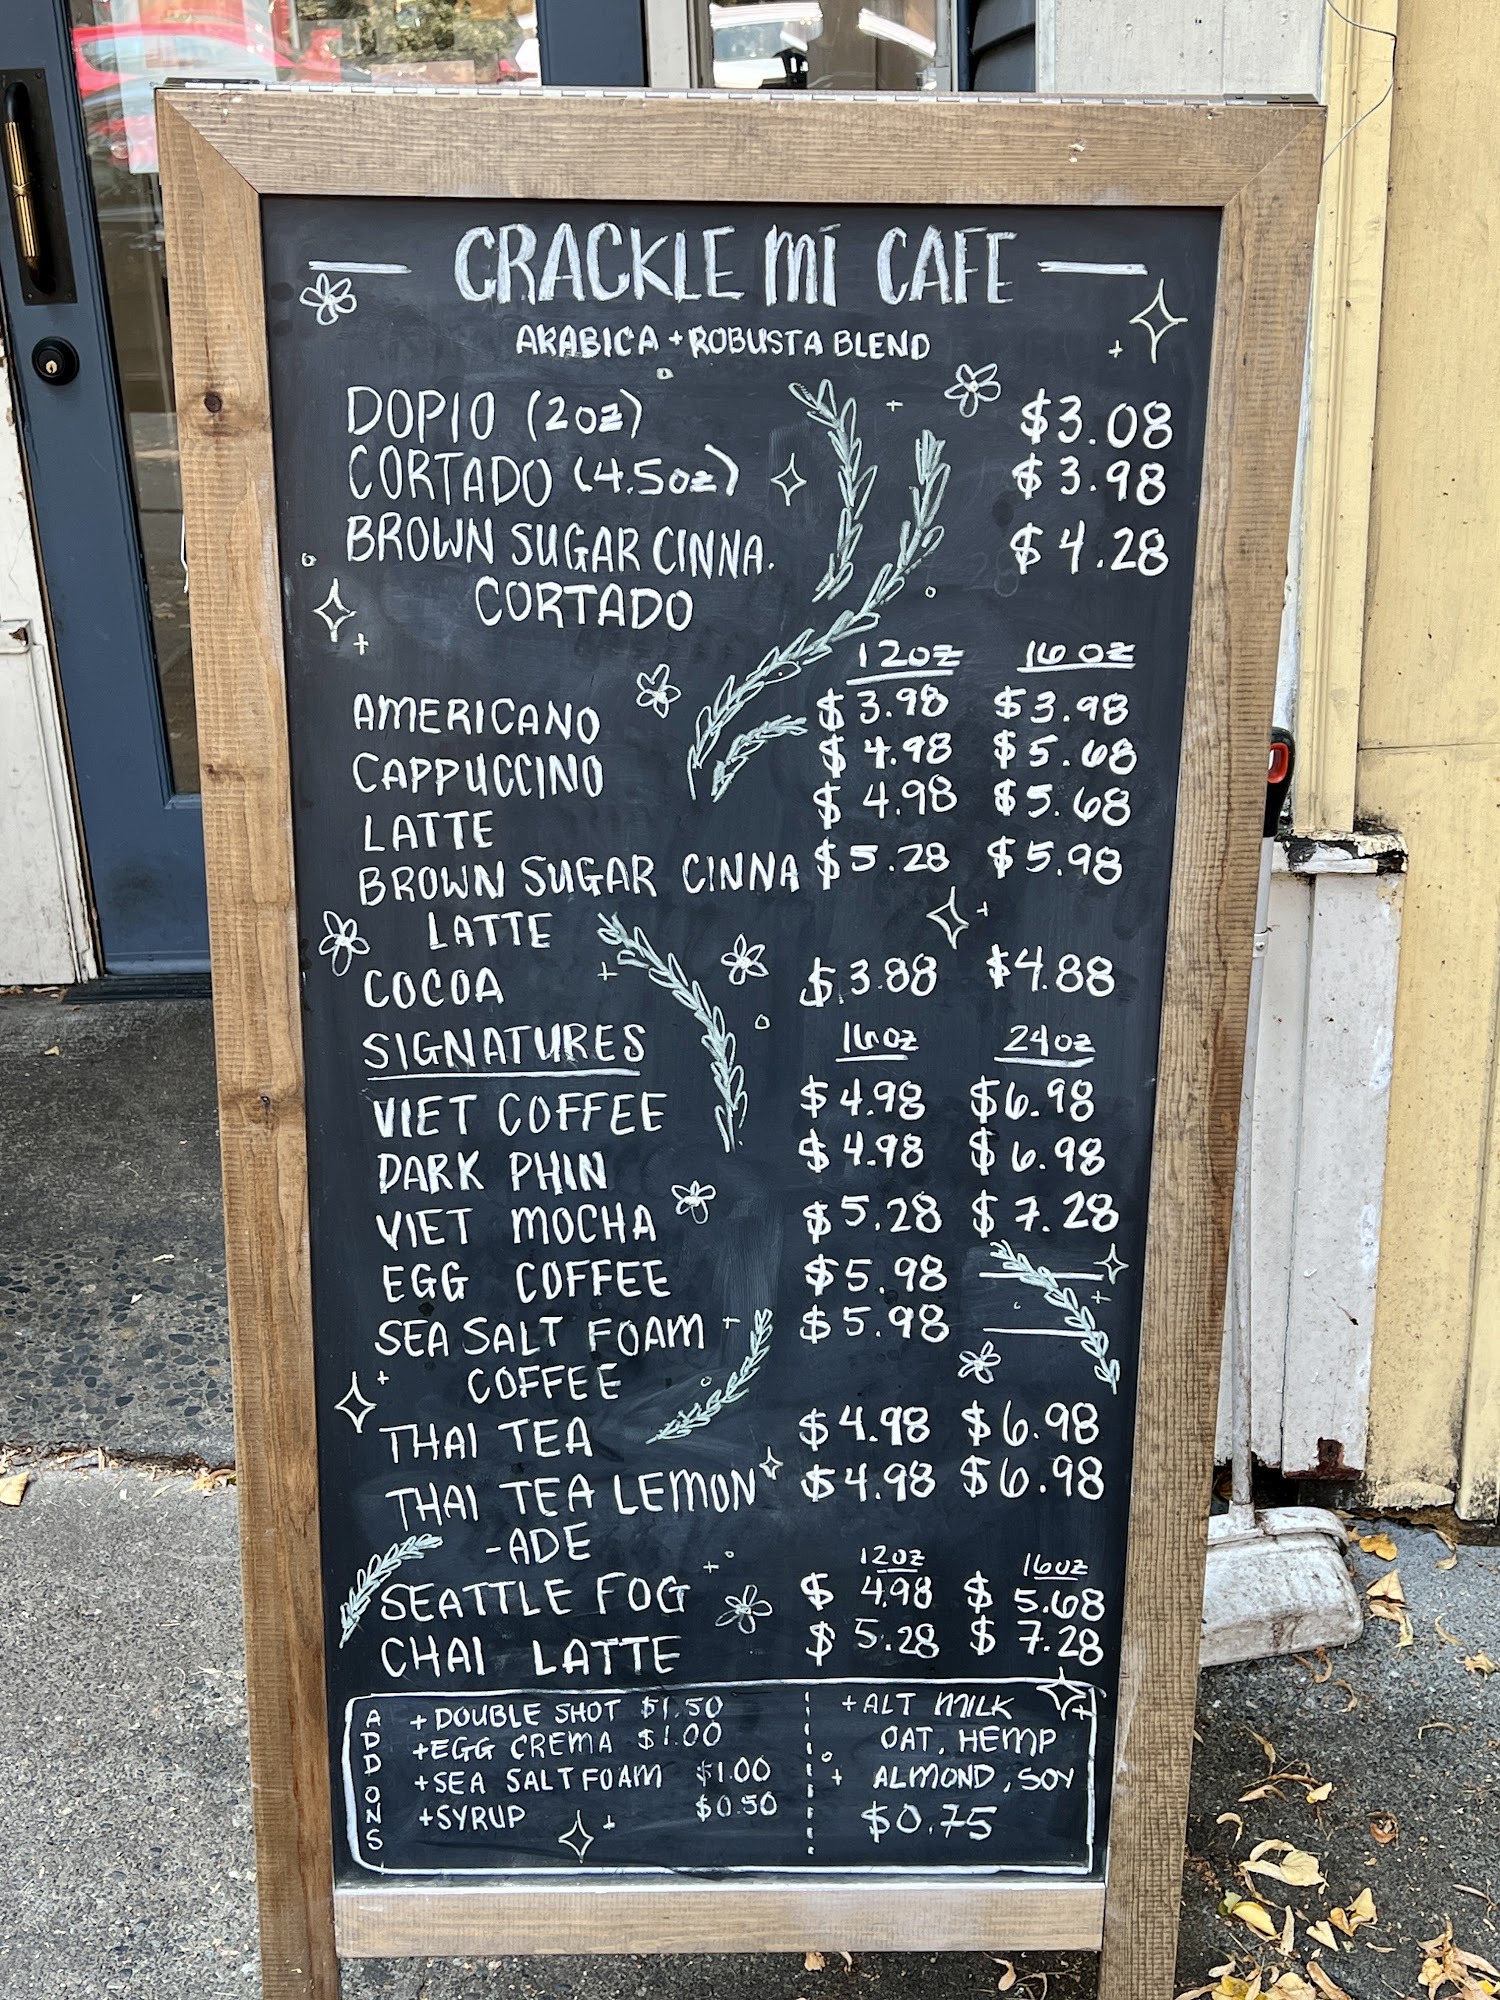 CRACKLE Mī CAFE
ARABICA + ROBUSTA BLEND
DOPIO (2oz) $3.08
CORTADO (4.5oz) $3.98
BROWN SUGAR CINNA. $4.28
CORTADO
12oz 16oz
AMERICANO $3.98 $3.98
CAPPUCCINO $4.98 $5.68
LATTE $4.98 $5.68
BROWN SUGAR CINNA $5.28 $5.98
LATTE
COCOA $3.88 $4.88
SIGNATURES 16oz 24oz
VIET COFFEE $4.98 $6.98
DARK PHIN $4.98 $6.98
VIET MOCHA $5.28 $7.28
EGG COFFEE $5.98
SEA SALT FOAM $5.98
COFFEE
THAI TEA $4.98 $6.98
THAI TEA LEMON $4.98 $6.98
-ADE
12oz 16oz
SEATTLE FOG $4.98 $5.68
CHAI LATTE $5.28 $7.28
ADD ONS
+DOUBLE SHOT $1.50
+EGG CREMA $1.00
+SEA SALT FOAM $1.00
+SYRUP $0.50
+ALT MILK
OAT, HEMP
ALMOND, SOY
$0.75